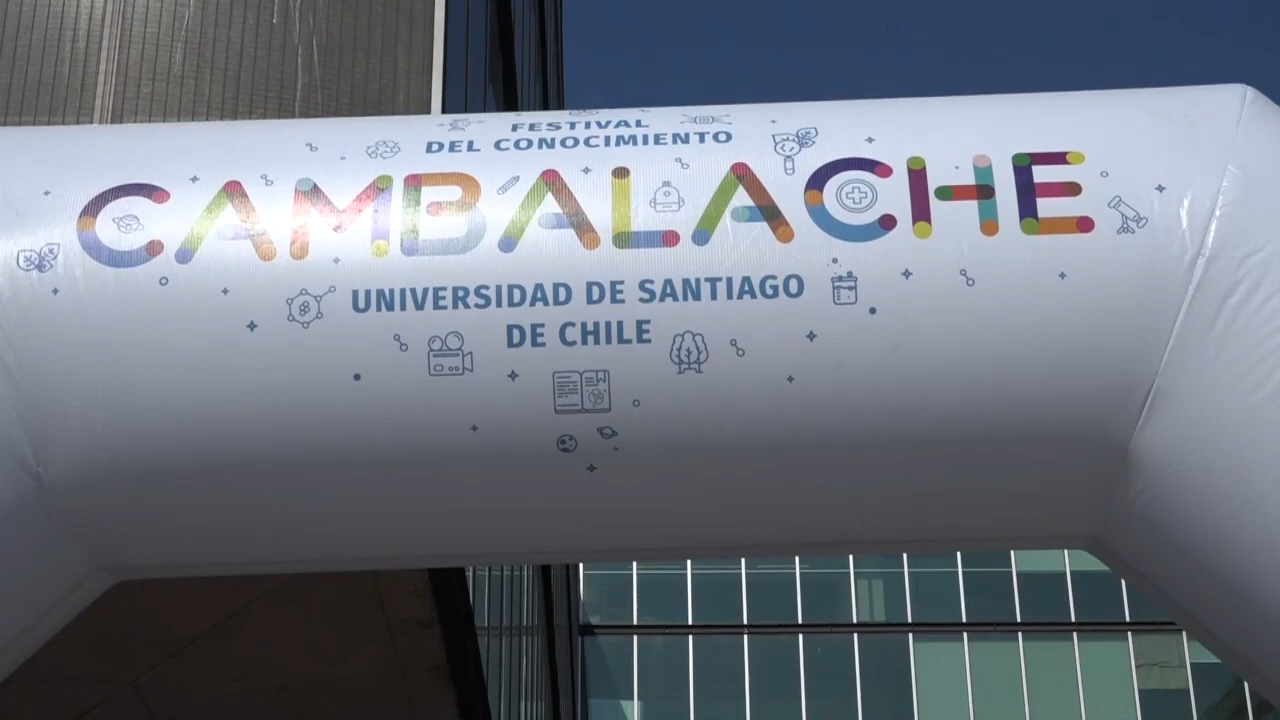 FESTIVAL
DEL CONOCIMIENTO
CAMBALACHE
UNIVERSIDAD DE SANTIAGO
DE CHILE